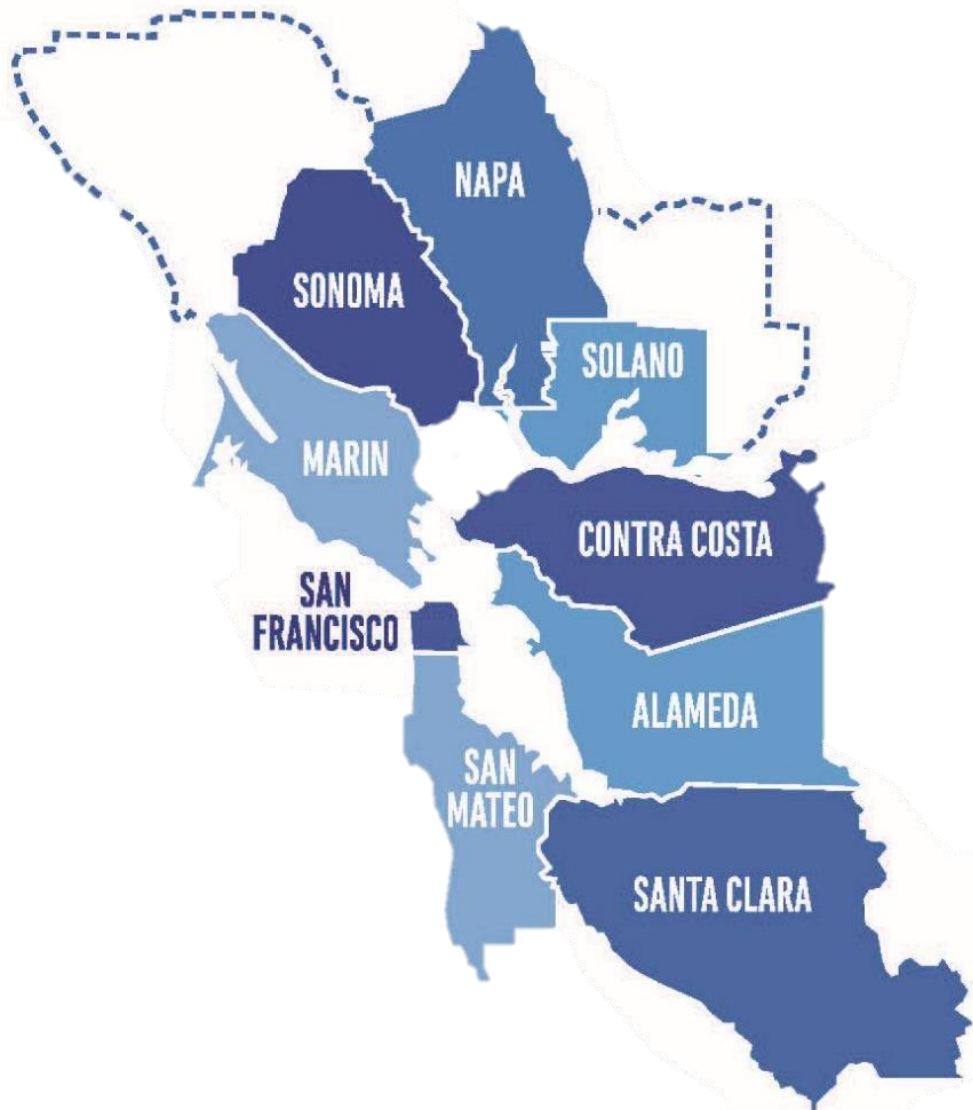 NAPA
SONOMA
SOLANO
MARIN
CONTRA COSTA
SAN
FRANCISCO
ALAMEDA
SAN
MATEO
SANTA CLARA